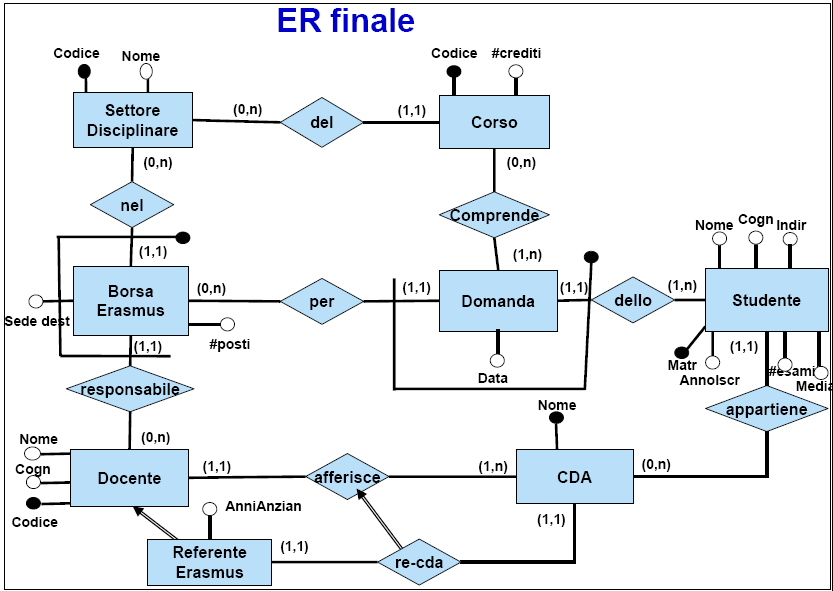 ER finale
Codice
Nome
Codice
#crediti
Settore
Disciplinare
(0,n)
del
(1,1)
Corso
(0,n)
(0,n)
nel
Comprende
Nome
Cogn
Indir
(1,1)
(1,n)
Borsa
Erasmus
(0,n)
per
(1,1)
Domanda
(1,1)
dello
(1,n)
Studente
Sede dest
#posti
(1,1)
(1,1)
Matr
AnnoIscr
#esami
Media
Data
responsabile
appartiene
Nome
(0,n)
Nome
Cogn
Codice
Docente
(1,1)
afferisce
(1,n)
CDA
(0,n)
AnniAnzian
(1,1)
Referente
Erasmus
(1,1)
re-cda